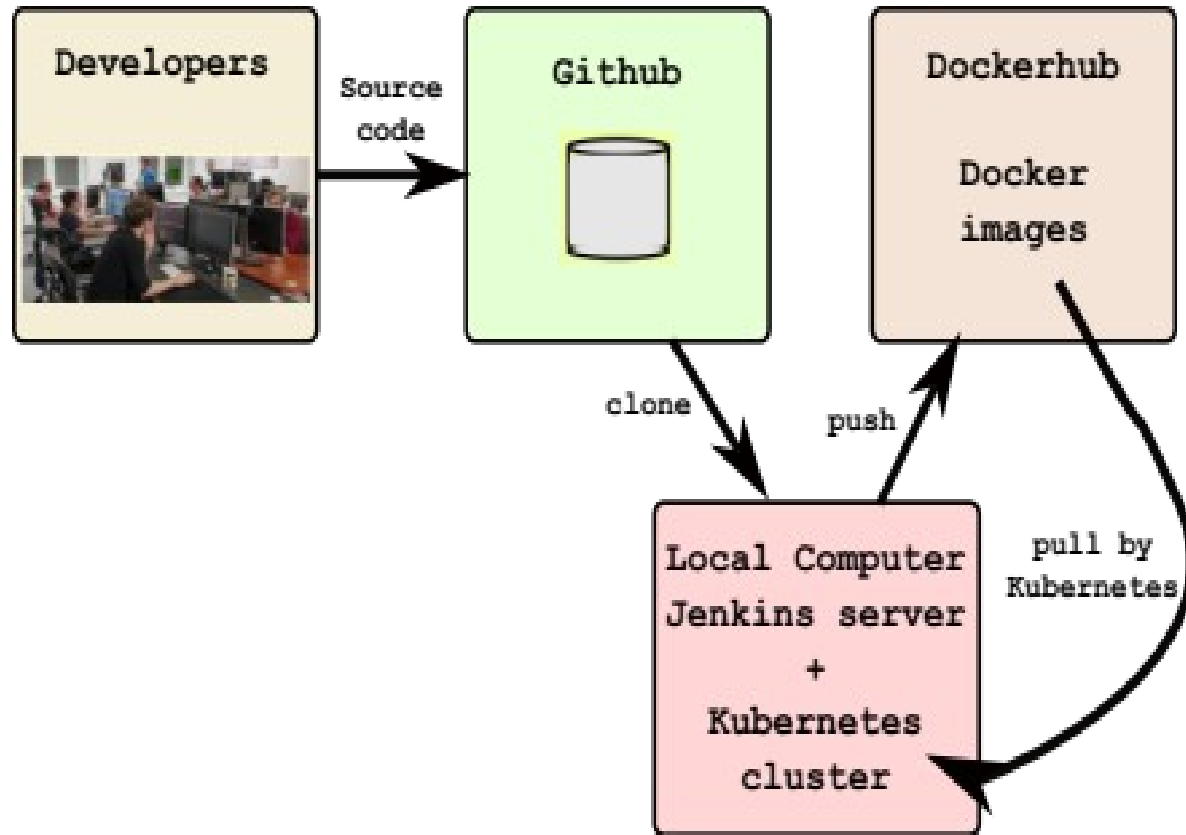 Developers
Source
code
Github
Dockerhub
Docker
images
clone
push
Local Computer
Jenkins server
+
Kubernetes
cluster
pull by
Kubernetes